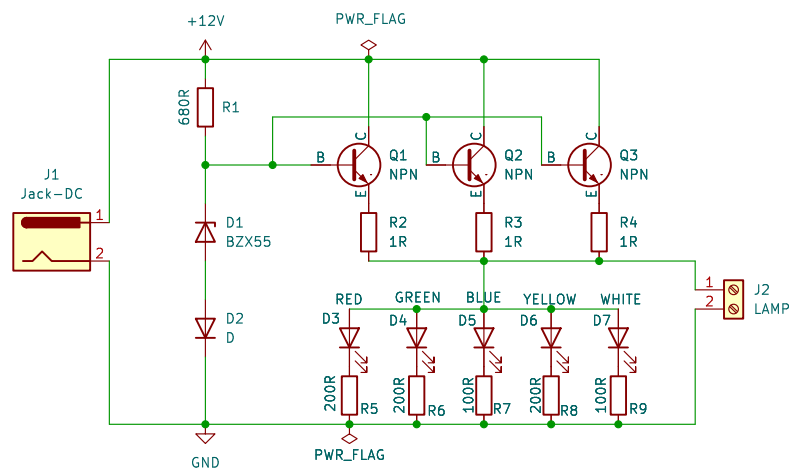 +12V
PWR_FLAG
680R
R1
J1
Jack-DC
1
2
B
C
E
Q1
NPN
B
C
E
Q2
NPN
B
C
E
Q3
NPN
D1
BZX55
R2
1R
R3
1R
R4
1R
D2
D
1
2
J2
LAMP
RED
GREEN
BLUE
YELLOW
WHITE
D3
D4
D5
D6
D7
200R
R5
200R
R6
100R
R7
200R
R8
100R
R9
GND
PWR_FLAG